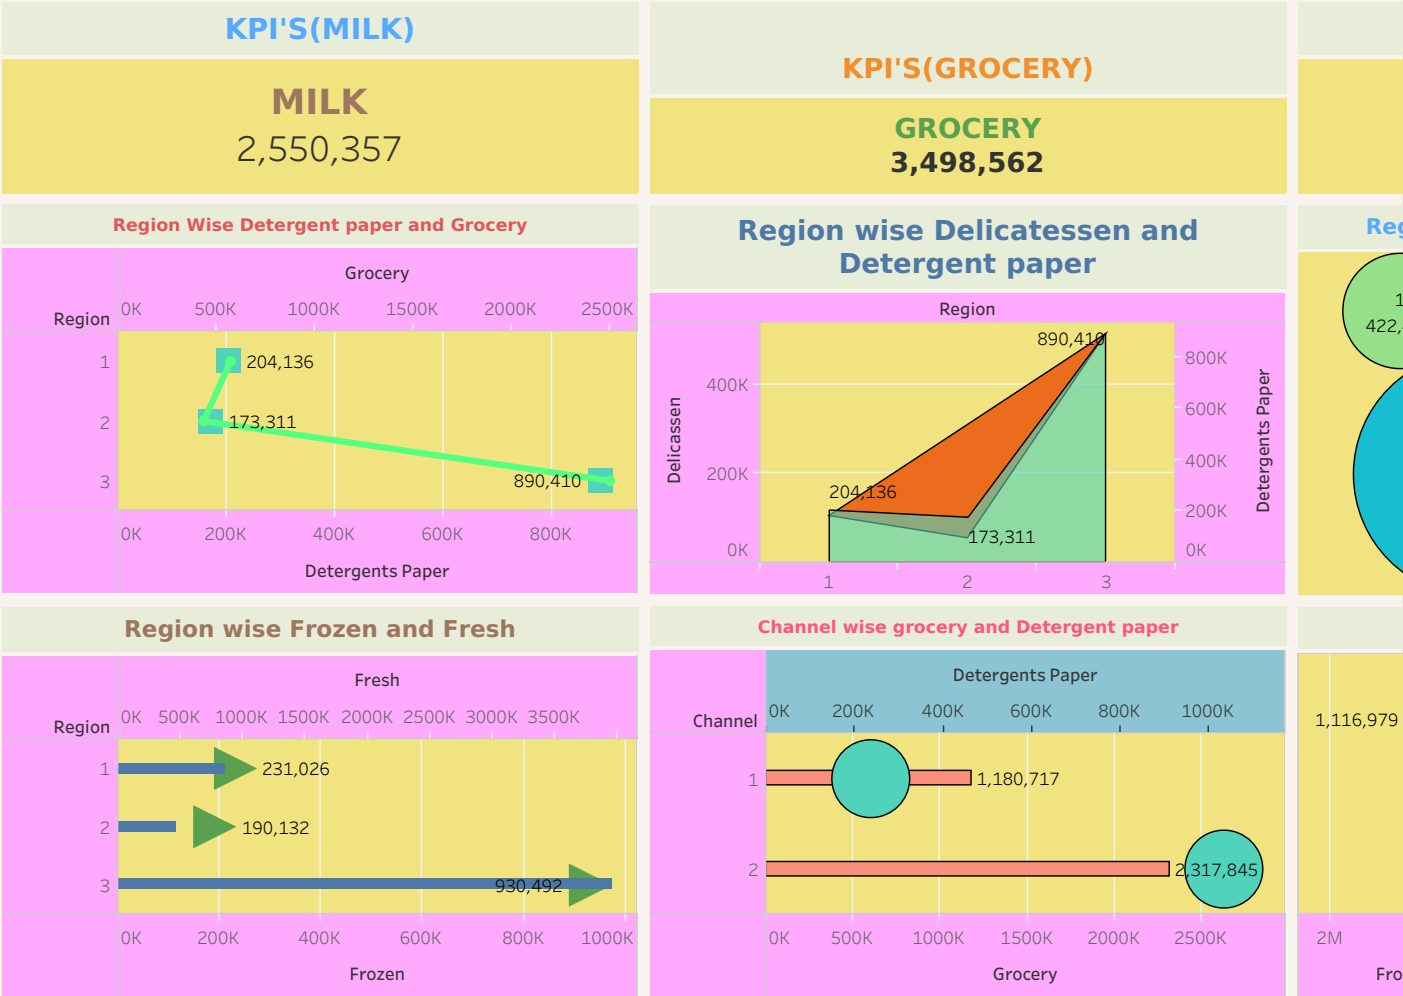 KPI'S(MILK)
MILK
2,550,357
KPI'S(GROCERY)
GROCERY
3,498,562
Region Wise Detergent paper and Grocery
Grocery
0K 500K 1000K 1500K 2000K 2500K
Region
1 204,136
2 173,311
3 890,410
0K 200K 400K 600K 800K
Detergents Paper
Region wise Delicatessen and
Detergent paper
Region
890,410
800K
400K
600K
Delicassen
Detergents Paper
400K
200K
204,136
200K
173,311
0K
0K
1 2 3
Reg
1
422,
Region wise Frozen and Fresh
Fresh
0K 500K 1000K 1500K 2000K 2500K 3000K 3500K
Region
1 231,026
2 190,132
3 930,492
0K 200K 400K 600K 800K 1000K
Frozen
Channel wise grocery and Detergent paper
Detergents Paper
0K 200K 400K 600K 800K 1000K
Channel
1 1,180,717
2 2,317,845
0K 500K 1000K 1500K 2000K 2500K
Grocery
1,116,979
2M
Fro